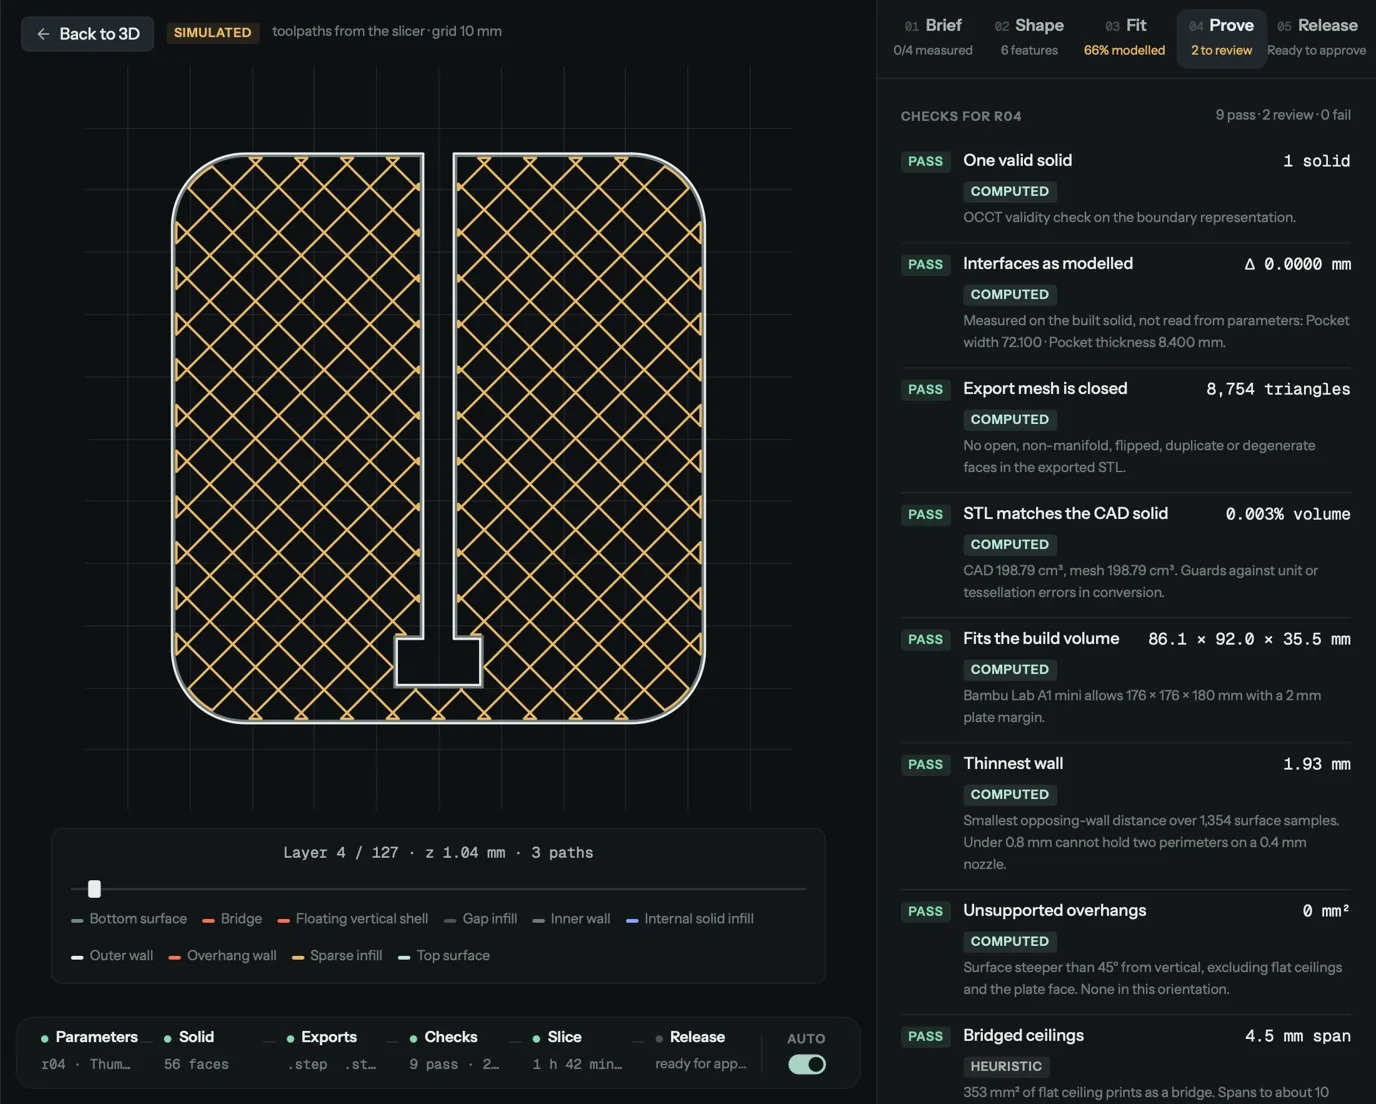 ← Back to 3D
SIMULATED
toolpaths from the slicer · grid 10 mm
01 Brief
0/4 measured
02 Shape
6 features
03 Fit
66% modelled
04 Prove
2 to review
05 Release
Ready to approve
CHECKS FOR R04
9 pass · 2 review · 0 fail
PASS One valid solid 1 solid
COMPUTED
OCCT validity check on the boundary representation.
PASS Interfaces as modelled Δ 0.0000 mm
COMPUTED
Measured on the built solid, not read from parameters: Pocket
width 72.100 · Pocket thickness 8.400 mm.
PASS Export mesh is closed 8,754 triangles
COMPUTED
No open, non-manifold, flipped, duplicate or degenerate
faces in the exported STL.
PASS STL matches the CAD solid 0.003% volume
COMPUTED
CAD 198.79 cm³, mesh 198.79 cm³. Guards against unit or
tessellation errors in conversion.
PASS Fits the build volume 86.1 × 92.0 × 35.5 mm
COMPUTED
Bambu Lab A1 mini allows 176 × 176 × 180 mm with a 2 mm
plate margin.
PASS Thinnest wall 1.93 mm
COMPUTED
Smallest opposing-wall distance over 1,354 surface samples.
Under 0.8 mm cannot hold two perimeters on a 0.4 mm
nozzle.
PASS Unsupported overhangs 0 mm²
COMPUTED
Surface steeper than 45° from vertical, excluding flat ceilings
and the plate face. None in this orientation.
PASS Bridged ceilings 4.5 mm span
HEURISTIC
353 mm² of flat ceiling prints as a bridge. Spans to about 10
Layer 4 / 127 · z 1.04 mm · 3 paths
Bottom surface Bridge Floating vertical shell Gap infill Inner wall Internal solid infill
Outer wall Overhang wall Sparse infill Top surface
Parameters
r04 · Thum…
Solid
56 faces
Exports
.step .st…
Checks
9 pass · 2…
Slice
1 h 42 min…
Release
ready for app…
AUTO